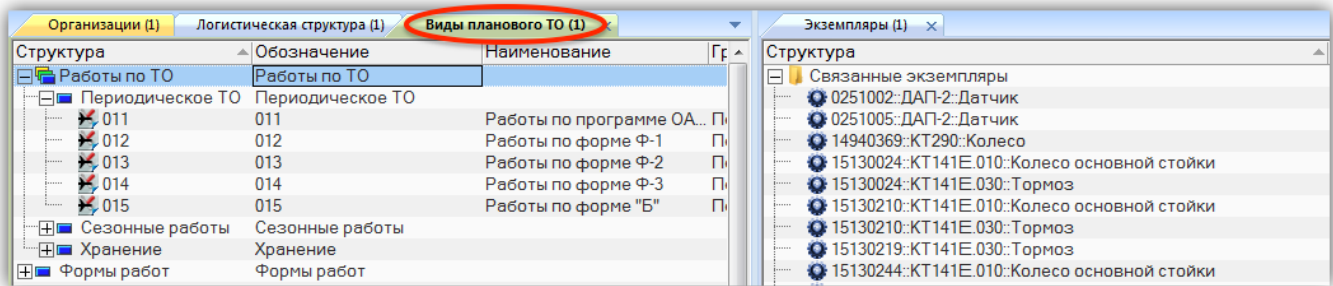 Организации (1) Логистическая структура (1) Виды планового ТО (1)
Структура Обозначение Наименование Гр
Работы по ТО Работы по ТО
Периодическое ТО Периодическое ТО
011 011 Работы по программе ОА... П
012 012 Работы по форме Ф-1 П
013 013 Работы по форме Ф-2 П
014 014 Работы по форме Ф-3 П
015 015 Работы по форме "Б" П
Сезонные работы Сезонные работы
Хранение Хранение
Формы работ Формы работ
Экземпляры (1)
Структура
Связанные экземпляры
0251002::ДАП-2::Датчик
0251005::ДАП-2::Датчик
14940369::КТ290::Колесо
15130024::КТ141Е.010::Колесо основной стойки
15130024::КТ141Е.030::Тормоз
15130210::КТ141Е.010::Колесо основной стойки
15130210::КТ141Е.030::Тормоз
15130219::КТ141Е.030::Тормоз
15130244::КТ141Е.010::Колесо основной стойки